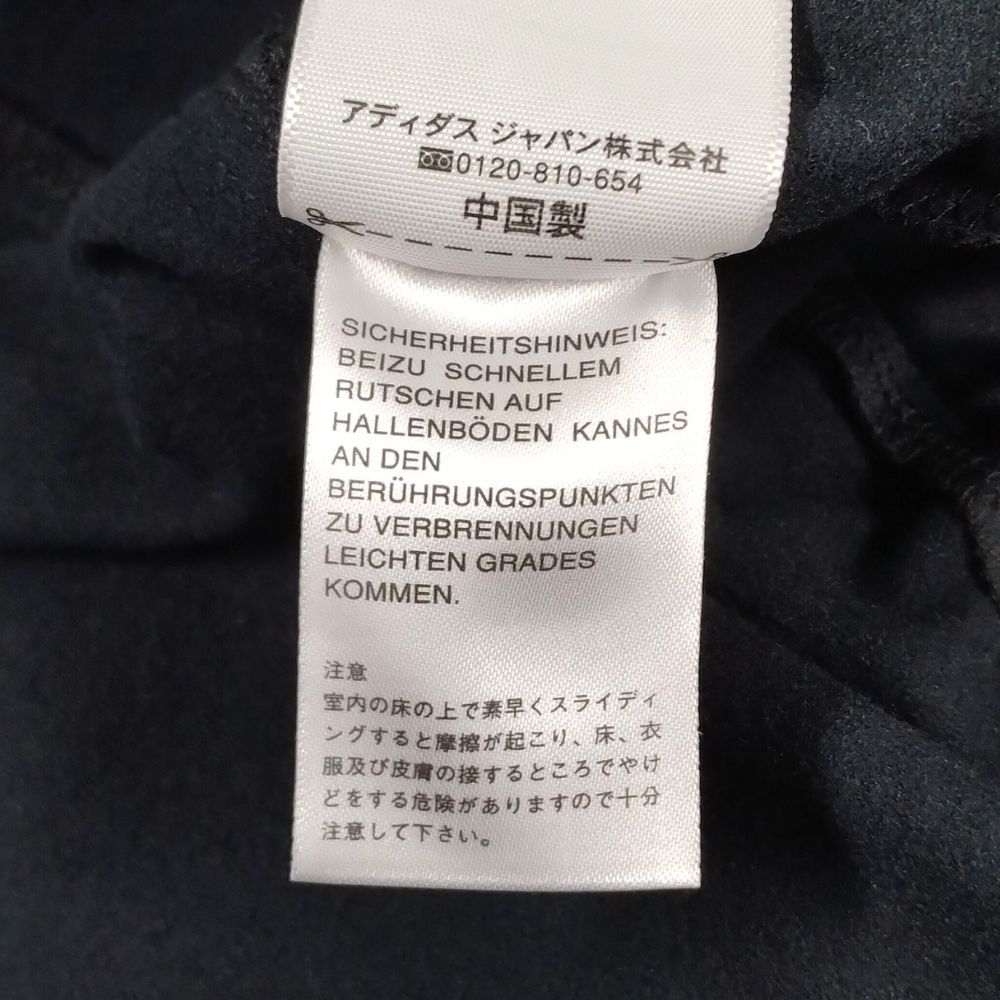 アディダス ジャパン株式会社
0120-810-654
中国製
SICHERHEITSHINWEIS:
BEIZU SCHNELLEM
RUTSCHEN AUF
HALLENBÖDEN KANNES
AN DEN
BERÜHRUNGSPUNKTEN
ZU VERBRENNUNGEN
LEICHTEN GRADES
KOMMEN.
注意
室内の床の上で素早くスライディ
ングすると摩擦が起こり、床、衣
服及び皮膚の接するところでやけ
どをする危険がありますので十分
注意して下さい。